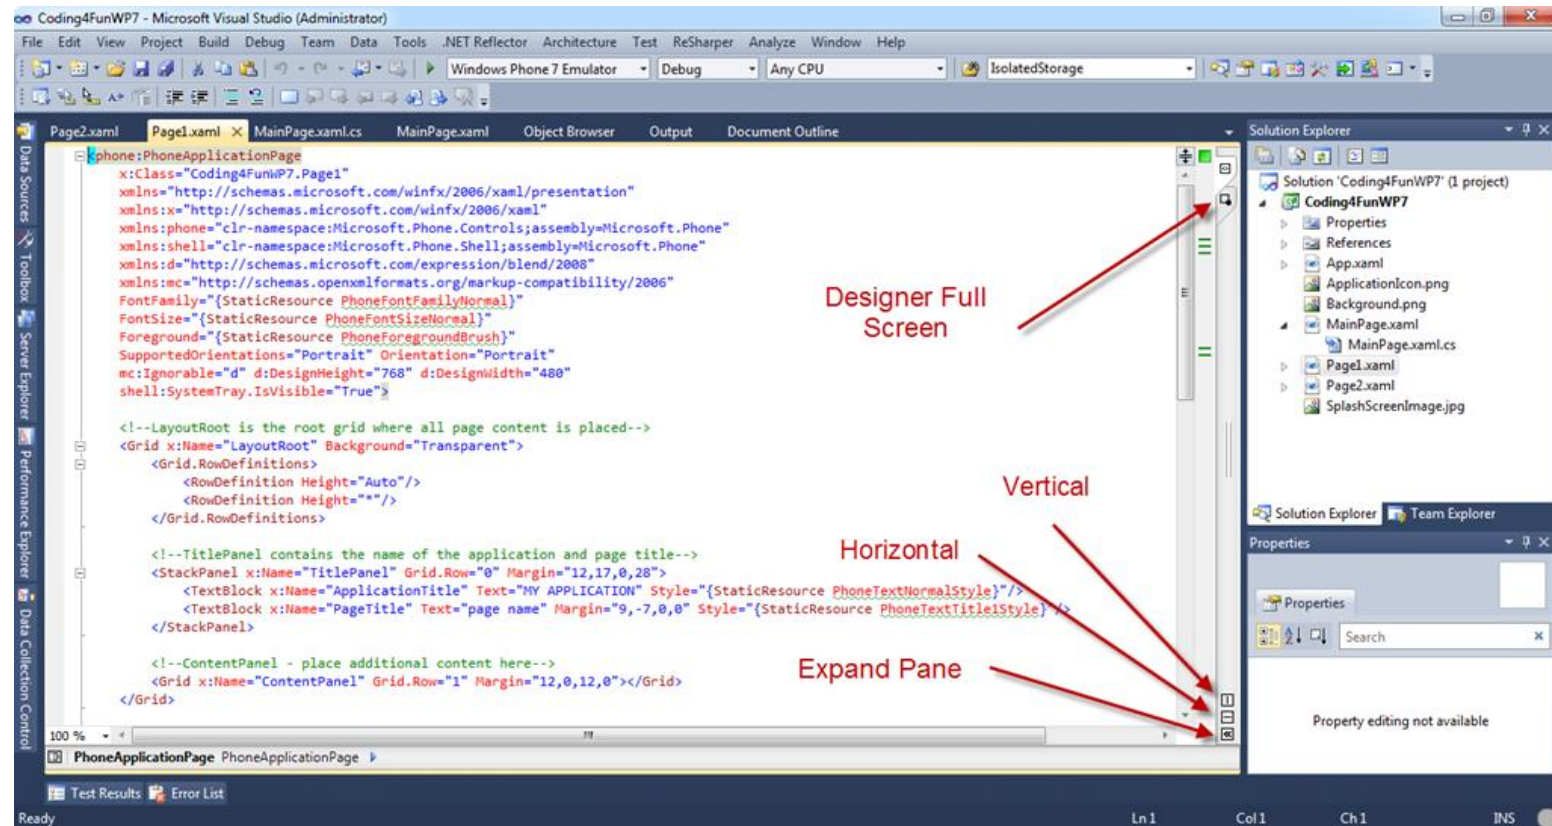 Coding4FunWP7 - Microsoft Visual Studio (Administrator)
File Edit View Project Build Debug Team Data Tools .NET Reflector Architecture Test ReSharper Analyze Window Help
Windows Phone 7 Emulator Debug Any CPU IsolatedStorage
Page2.xaml Page1.xaml MainPage.xaml.cs MainPage.xaml Object Browser Output Document Outline
Data Sources
Toolbox
Server Explorer
Performance Explorer
Data Collection Control
<phone:PhoneApplicationPage
x:Class="Coding4FunWP7.Page1"
xmlns="http://schemas.microsoft.com/winfx/2006/xaml/presentation"
xmlns:x="http://schemas.microsoft.com/winfx/2006/xaml"
xmlns:phone="clr-namespace:Microsoft.Phone.Controls;assembly=Microsoft.Phone"
xmlns:shell="clr-namespace:Microsoft.Phone.Shell;assembly=Microsoft.Phone"
xmlns:d="http://schemas.microsoft.com/expression/blend/2008"
xmlns:mc="http://schemas.openxmlformats.org/markup-compatibility/2006"
FontFamily="{StaticResource PhoneFontFamilyNormal}"
FontSize="{StaticResource PhoneFontSizeNormal}"
Foreground="{StaticResource PhoneForegroundBrush}"
SupportedOrientations="Portrait" Orientation="Portrait"
mc:Ignorable="d" d:DesignHeight="768" d:DesignWidth="480"
shell:SystemTray.IsVisible="True">
<!--LayoutRoot is the root grid where all page content is placed-->
<Grid x:Name="LayoutRoot" Background="Transparent">
<Grid.RowDefinitions>
<RowDefinition Height="Auto"/>
<RowDefinition Height="*"/>
</Grid.RowDefinitions>
<!--TitlePanel contains the name of the application and page title-->
<StackPanel x:Name="TitlePanel" Grid.Row="0" Margin="12,17,0,28">
<TextBlock x:Name="ApplicationTitle" Text="MY APPLICATION" Style="{StaticResource PhoneTextNormalStyle}"/>
<TextBlock x:Name="PageTitle" Text="page name" Margin="9,-7,0,0" Style="{StaticResource PhoneTextTitle1Style}"/>
</StackPanel>
<!--ContentPanel - place additional content here-->
<Grid x:Name="ContentPanel" Grid.Row="1" Margin="12,0,12,0"></Grid>
</Grid>
Designer Full
Screen
Vertical
Horizontal
Expand Pane
100 %
PhoneApplicationPage PhoneApplicationPage
Solution Explorer
Solution 'Coding4FunWP7' (1 project)
Coding4FunWP7
Properties
References
App.xaml
ApplicationIcon.png
Background.png
MainPage.xaml
MainPage.xaml.cs
Page1.xaml
Page2.xaml
SplashScreenImage.jpg
Solution Explorer Team Explorer
Properties
Properties
Search
Property editing not available
Test Results Error List
Ready Ln 1 Col 1 Ch 1 INS